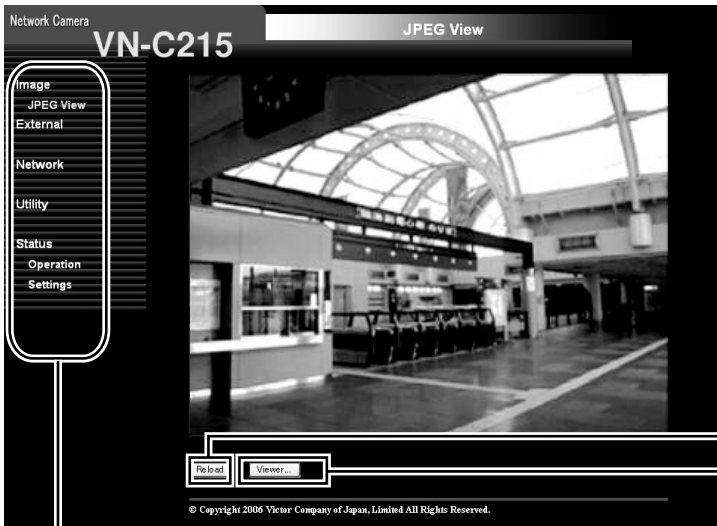 Network Camera
VN-C215
JPEG View
Image
JPEG View
External
Network
Utility
Status
Operation
Settings
Reload
Viewer...
© Copyright 2006 Victor Company of Japan, Limited All Rights Reserved.